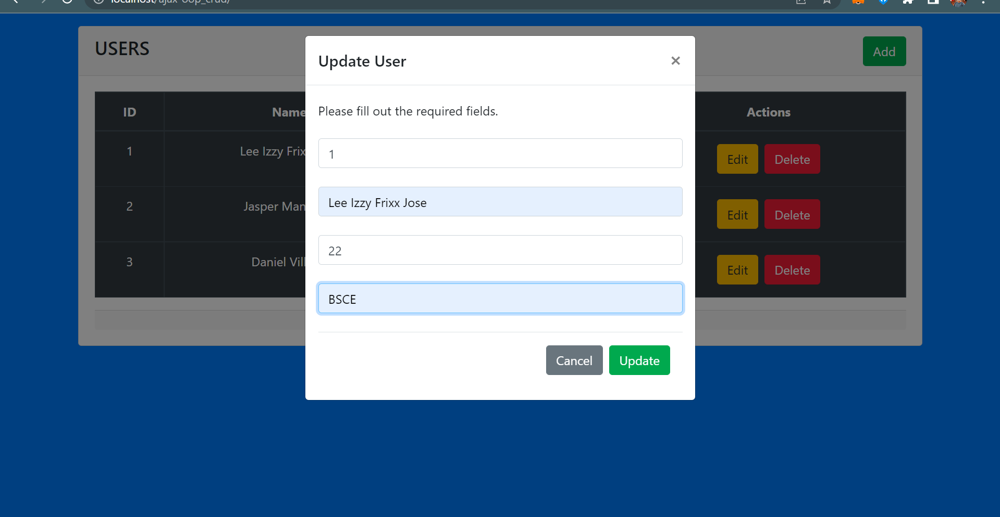 localhost/ajax-oop_crud/
USERS
Add
Update User
×
ID
Name
Actions
Please fill out the required fields.
1
Lee Izzy Frix
Edit
Delete
1
2
Jasper Man
Edit
Delete
Lee Izzy Frixx Jose
22
3
Daniel Vill
Edit
Delete
BSCE
Cancel
Update